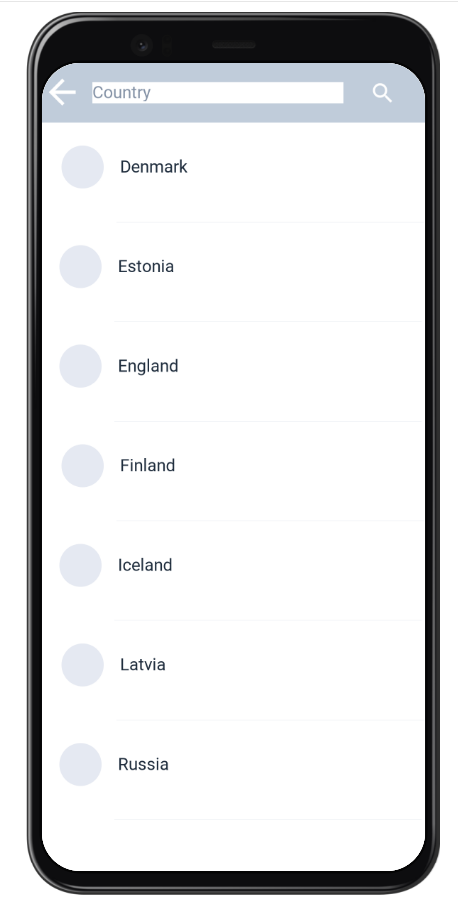 Country
Denmark
Estonia
England
Finland
Iceland
Latvia
Russia